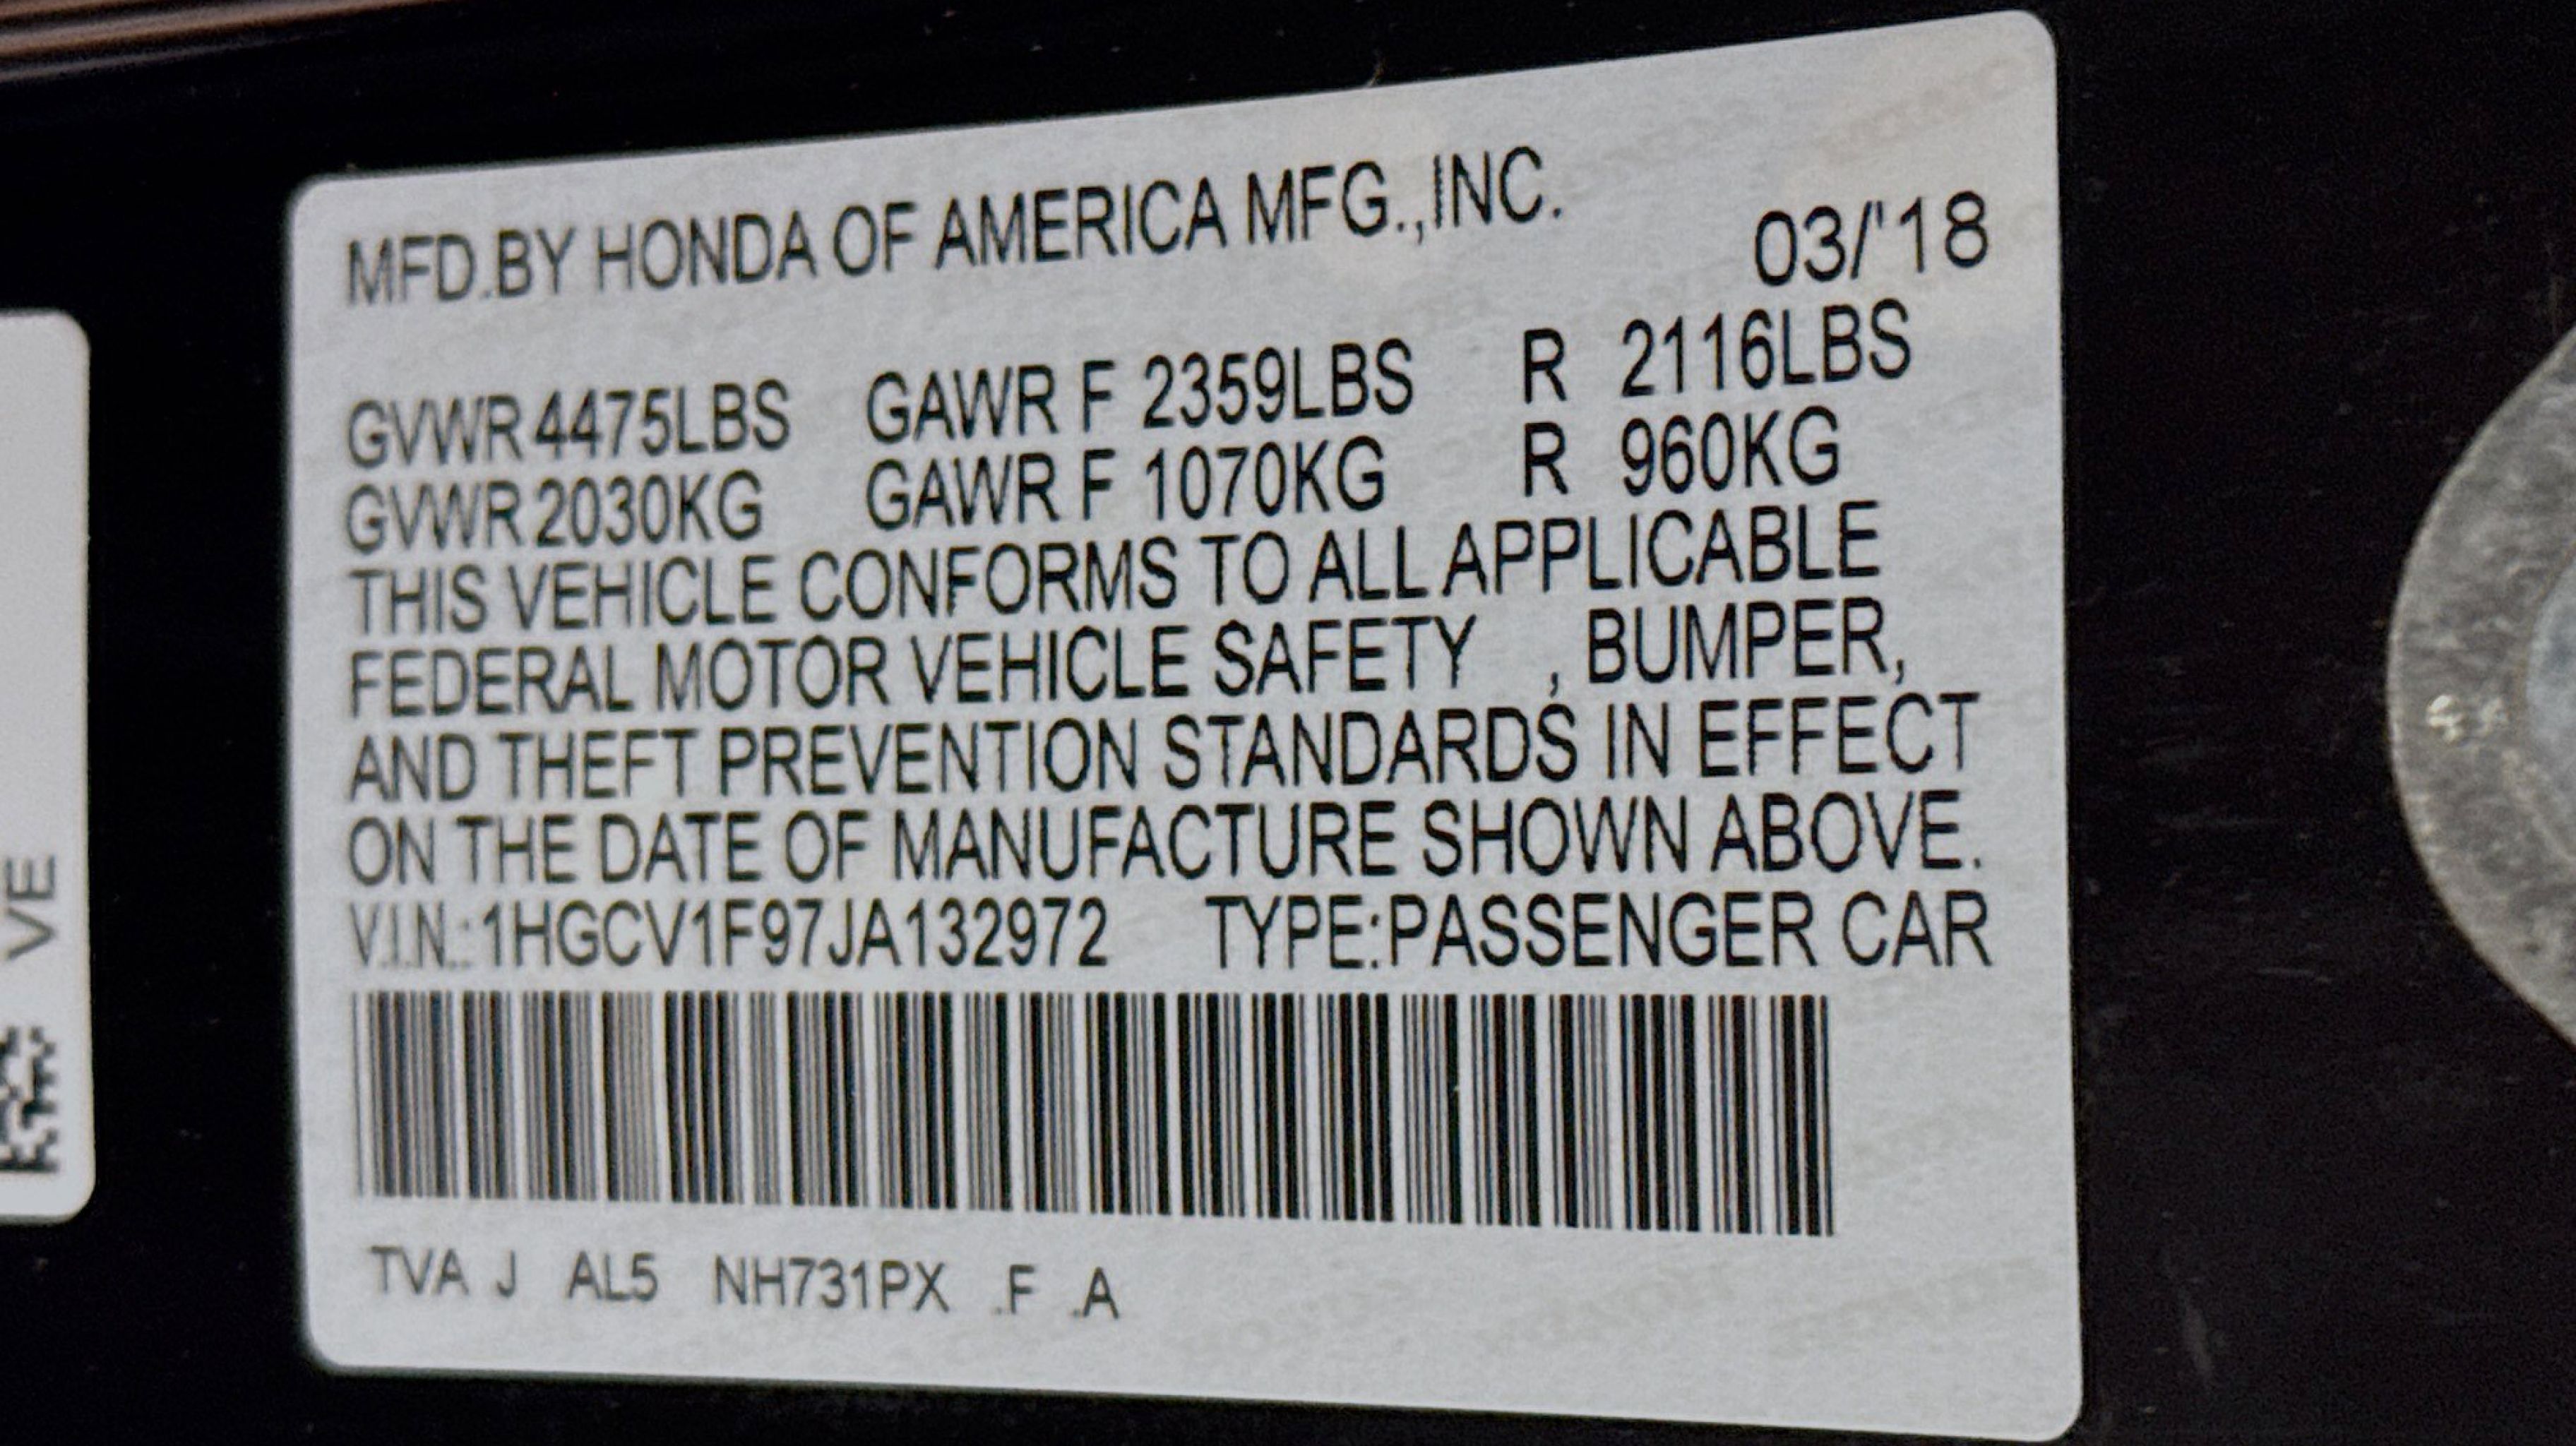 MFD.BY HONDA OF AMERICA MFG.,INC.
03/'18
GVWR 4475LBS GAWR F 2359LBS R 2116LBS
GVWR 2030KG GAWR F 1070KG R 960KG
THIS VEHICLE CONFORMS TO ALL APPLICABLE
FEDERAL MOTOR VEHICLE SAFETY , BUMPER,
AND THEFT PREVENTION STANDARDS IN EFFECT
ON THE DATE OF MANUFACTURE SHOWN ABOVE.
V.I.N.:1HGCV1F97JA132972 TYPE:PASSENGER CAR
TVA J AL5 NH731PX .F .A
VE